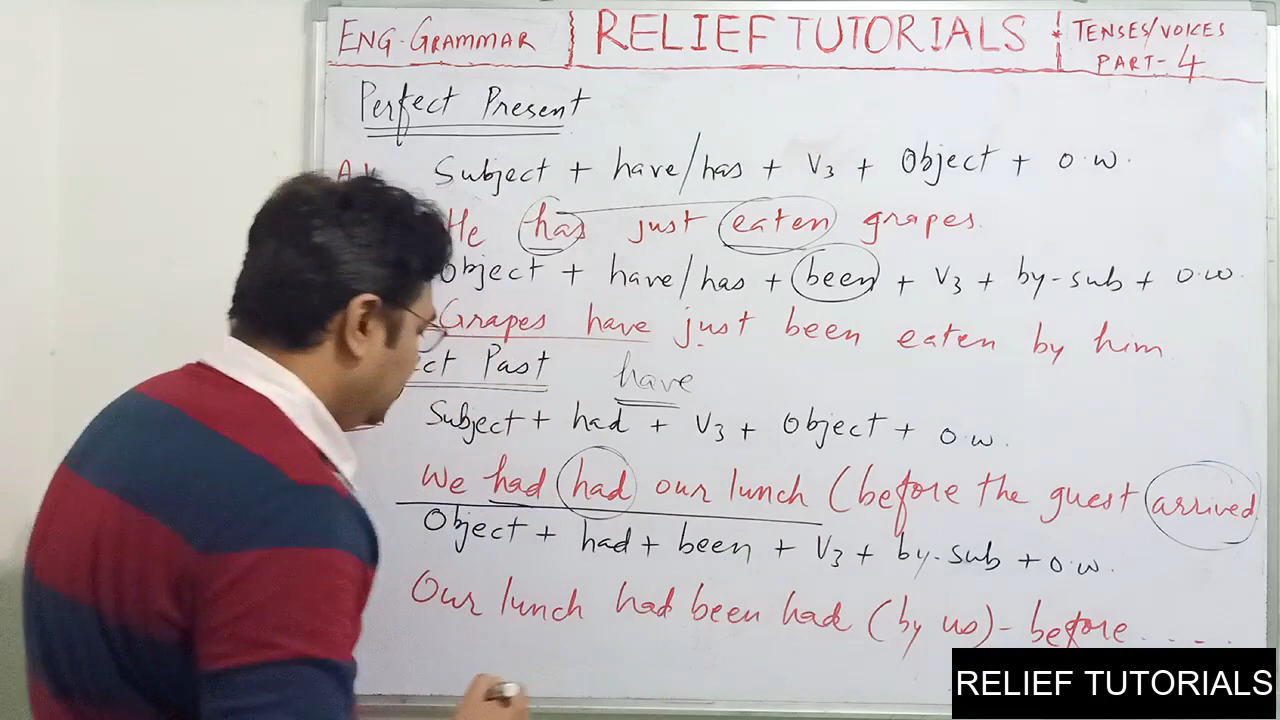 ENG-GRAMMAR RELIEF TUTORIALS * TENSES/VOICES PART-4
Perfect Present
Subject + have/has + V3 + Object + O.W.
He has just eaten grapes.
Object + have/has + been + V3 + by-sub + O.W.
Grapes have just been eaten by him
Past have
Subject + had + V3 + Object + O.W.
We had had our lunch (before the guest arrived
Object + had + been + V3 + by-sub + O.W.
Our lunch had been had (by us) - before.....
RELIEF TUTORIALS